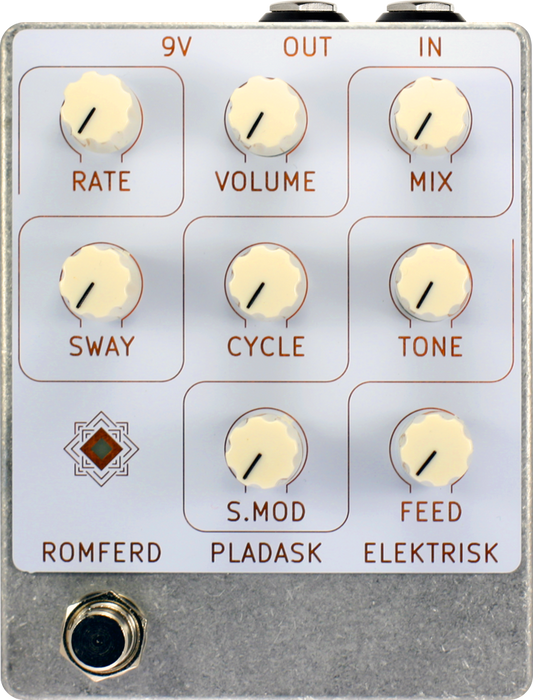 9V OUT IN
RATE VOLUME MIX
SWAY CYCLE TONE
S.MOD FEED
ROMFERD PLADASK ELEKTRISK